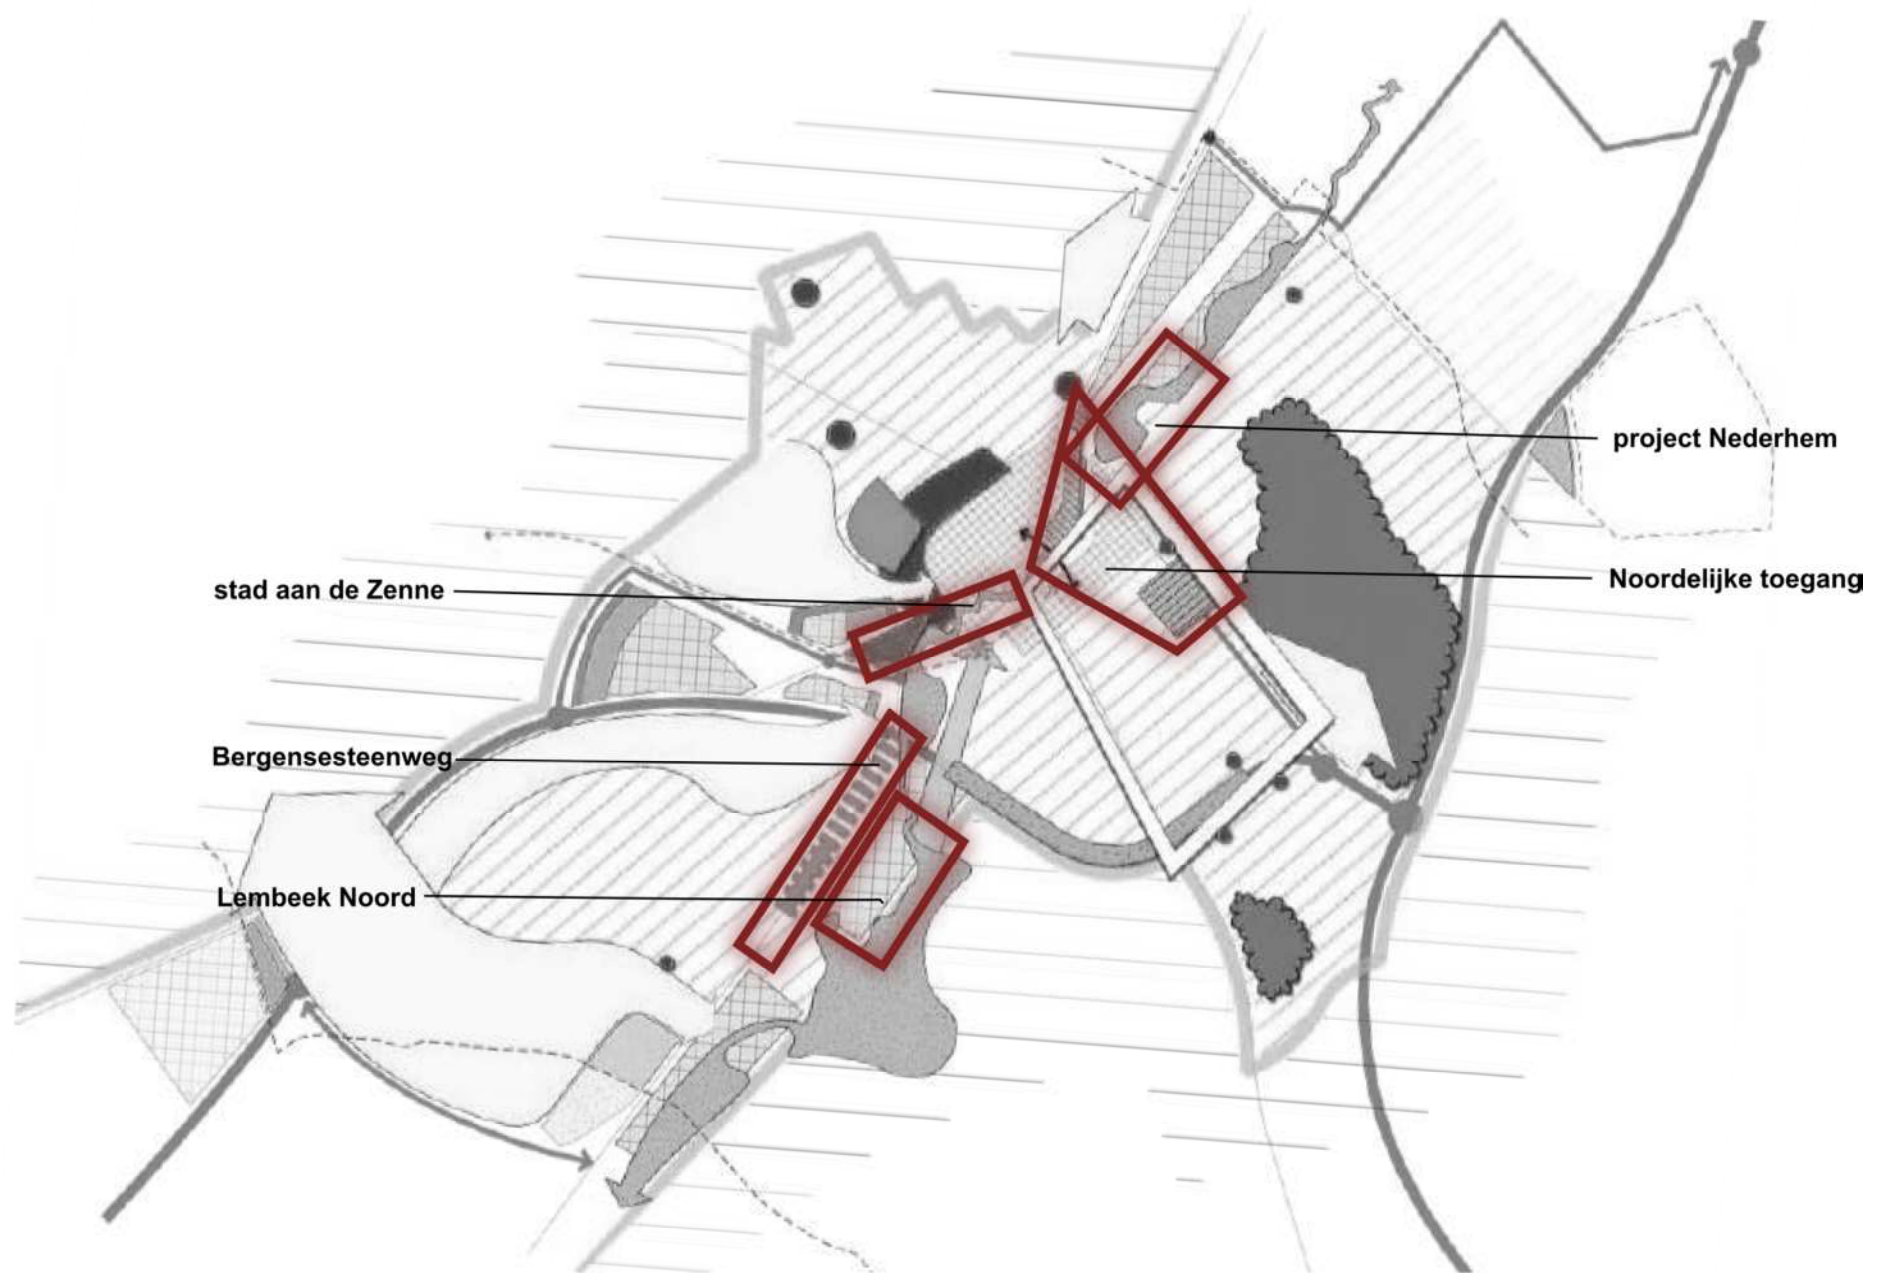 project Nederhem
Noordelijke toegang
stad aan de Zenne
Bergensesteenweg
Lembeek Noord